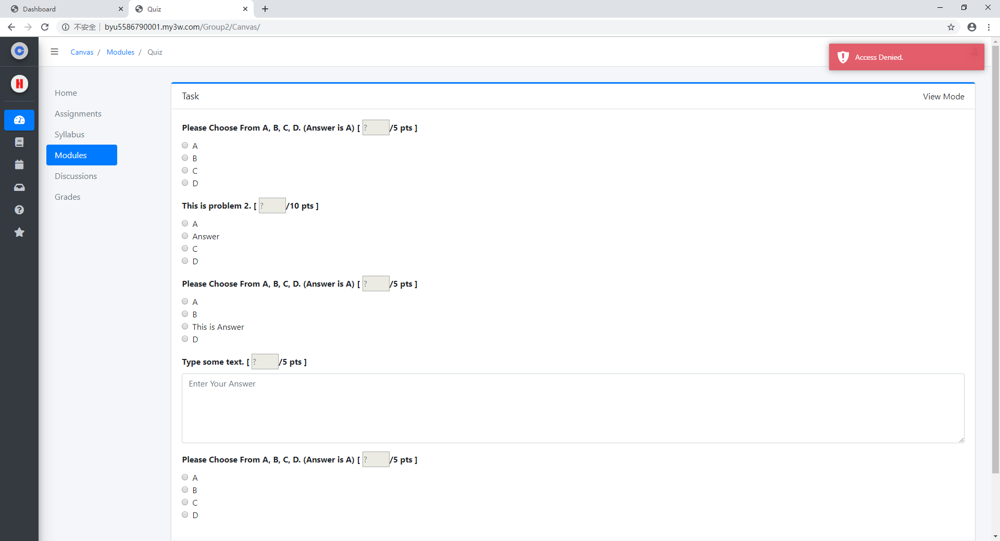 Dashboard
Quiz
不安全
byu5586790001.my3w.com/Group2/Canvas/
Canvas / Modules / Quiz
Access Denied.
Home
Assignments
Syllabus
Modules
Discussions
Grades
Task
View Mode
Please Choose From A, B, C, D. (Answer is A) [ ? /5 pts ]
A
B
C
D
This is problem 2. [ ? /10 pts ]
A
Answer
C
D
Please Choose From A, B, C, D. (Answer is A) [ ? /5 pts ]
A
B
This is Answer
D
Type some text. [ ? /5 pts ]
Enter Your Answer
Please Choose From A, B, C, D. (Answer is A) [ ? /5 pts ]
A
B
C
D